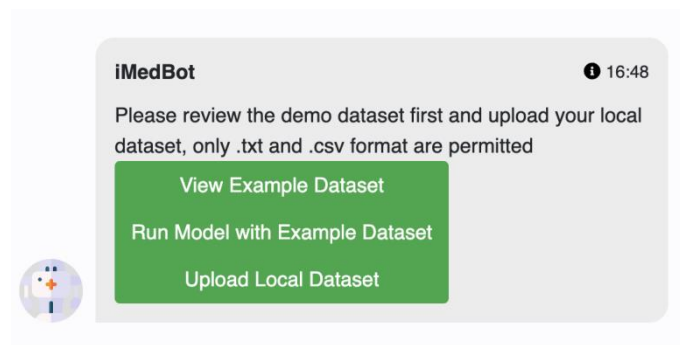 iMedBot
16:48
Please review the demo dataset first and upload your local
dataset, only .txt and .csv format are permitted
View Example Dataset
Run Model with Example Dataset
Upload Local Dataset